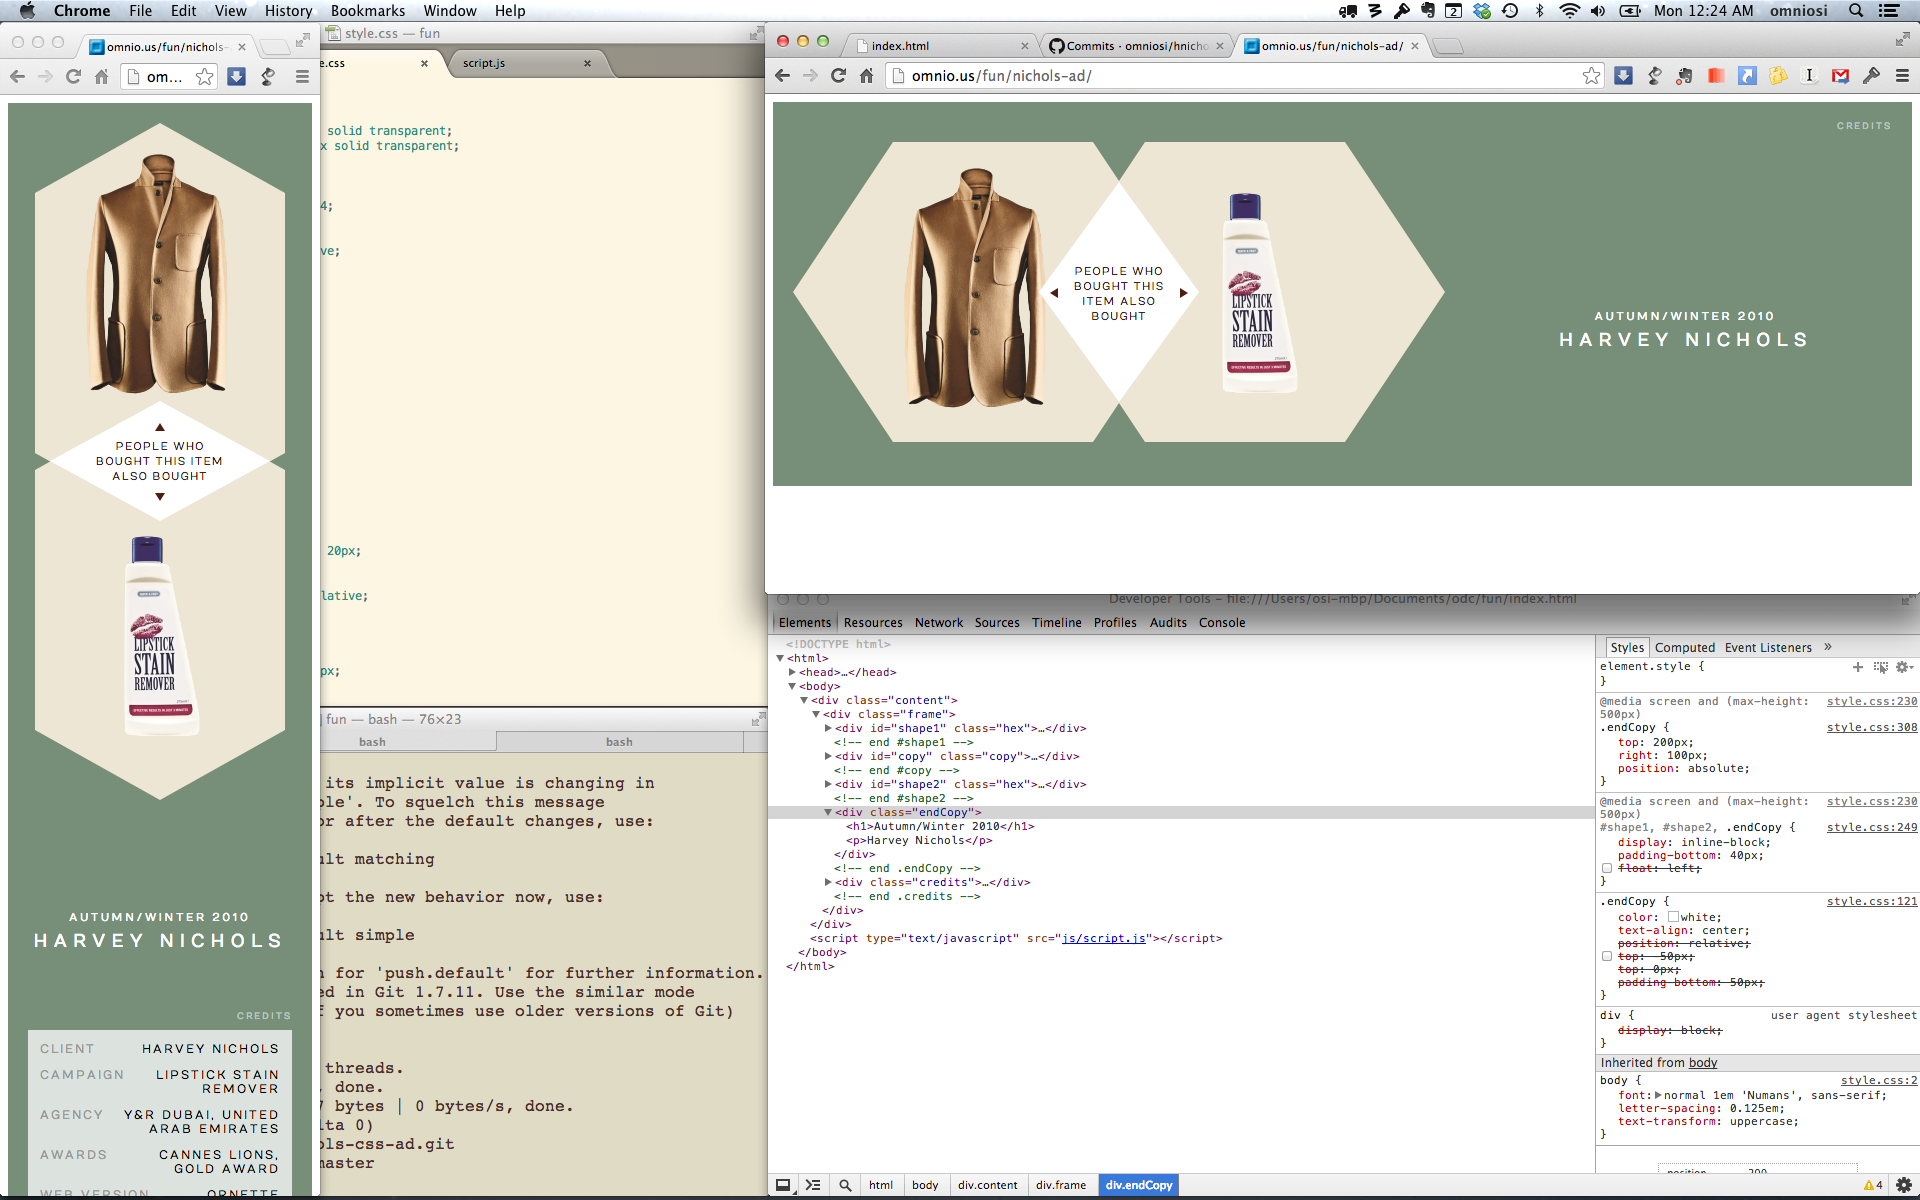 Chrome File Edit View History Bookmarks Window Help
2
Mon 12:24 AM omniosi
omnio.us/fun/nichols-
om...
CREDITS
PEOPLE WHO
BOUGHT THIS ITEM
ALSO BOUGHT
LIPSTICK
STAIN
REMOVER
AUTUMN/WINTER 2010
HARVEY NICHOLS
CREDITS
CLIENT HARVEY NICHOLS
CAMPAIGN LIPSTICK STAIN
REMOVER
AGENCY Y&R DUBAI, UNITED
ARAB EMIRATES
AWARDS CANNES LIONS,
GOLD AWARD
WEB VERSION ORNETTE
style.css — fun
e.css
script.js
solid transparent;
x solid transparent;
4;
ve;
20px;
lative;
px;
fun — bash — 76×23
bash bash
its implicit value is changing in
ple'. To squelch this message
or after the default changes, use:
ult matching
pt the new behavior now, use:
ult simple
n for 'push.default' for further information.
ed in Git 1.7.11. Use the similar mode
f you sometimes use older versions of Git)
threads.
, done.
7 bytes | 0 bytes/s, done.
lta 0)
ols-css-ad.git
master
index.html
Commits · omniosi/hnicho
omnio.us/fun/nichols-ad/
omnio.us/fun/nichols-ad/
PEOPLE WHO
BOUGHT THIS
ITEM ALSO
BOUGHT
LIPSTICK
STAIN
REMOVER
EFFECTIVE RESULTS IN JUST 3 MINUTES
AUTUMN/WINTER 2010
HARVEY NICHOLS
Developer Tools - file:///Users/osi-mbp/Documents/odc/fun/index.html
Elements Resources Network Sources Timeline Profiles Audits Console
<!DOCTYPE html>
<html>
<head>…</head>
<body>
<div class="content">
<div class="frame">
<div id="shape1" class="hex">…</div>
<!-- end #shape1 -->
<div id="copy" class="copy">…</div>
<!-- end #copy -->
<div id="shape2" class="hex">…</div>
<!-- end #shape2 -->
<div class="endCopy">
<h1>Autumn/Winter 2010</h1>
<p>Harvey Nichols</p>
</div>
<!-- end .endCopy -->
<div class="credits">…</div>
<!-- end .credits -->
</div>
</div>
<script type="text/javascript" src="js/script.js"></script>
</body>
</html>
Styles Computed Event Listeners »
element.style {
}
@media screen and (max-height: style.css:230
500px)
.endCopy { style.css:308
top: 200px;
right: 100px;
position: absolute;
}
@media screen and (max-height: style.css:230
500px)
#shape1, #shape2, .endCopy { style.css:249
display: inline-block;
padding-bottom: 40px;
float: left;
}
.endCopy { style.css:121
color: white;
text-align: center;
position: relative;
top: -50px;
top: 0px;
padding-bottom: 50px;
}
div { user agent stylesheet
display: block;
}
Inherited from body
body { style.css:2
font: normal 1em 'Numans', sans-serif;
letter-spacing: 0.125em;
text-transform: uppercase;
}
position 200
html body div.content div.frame div.endCopy
4